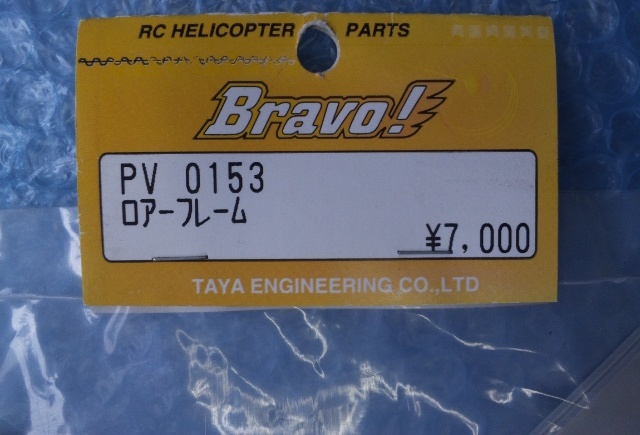 RC HELICOPTER PARTS
Bravo!
PV 0153
ロアーフレーム
¥7,000
TAYA ENGINEERING CO.,LTD